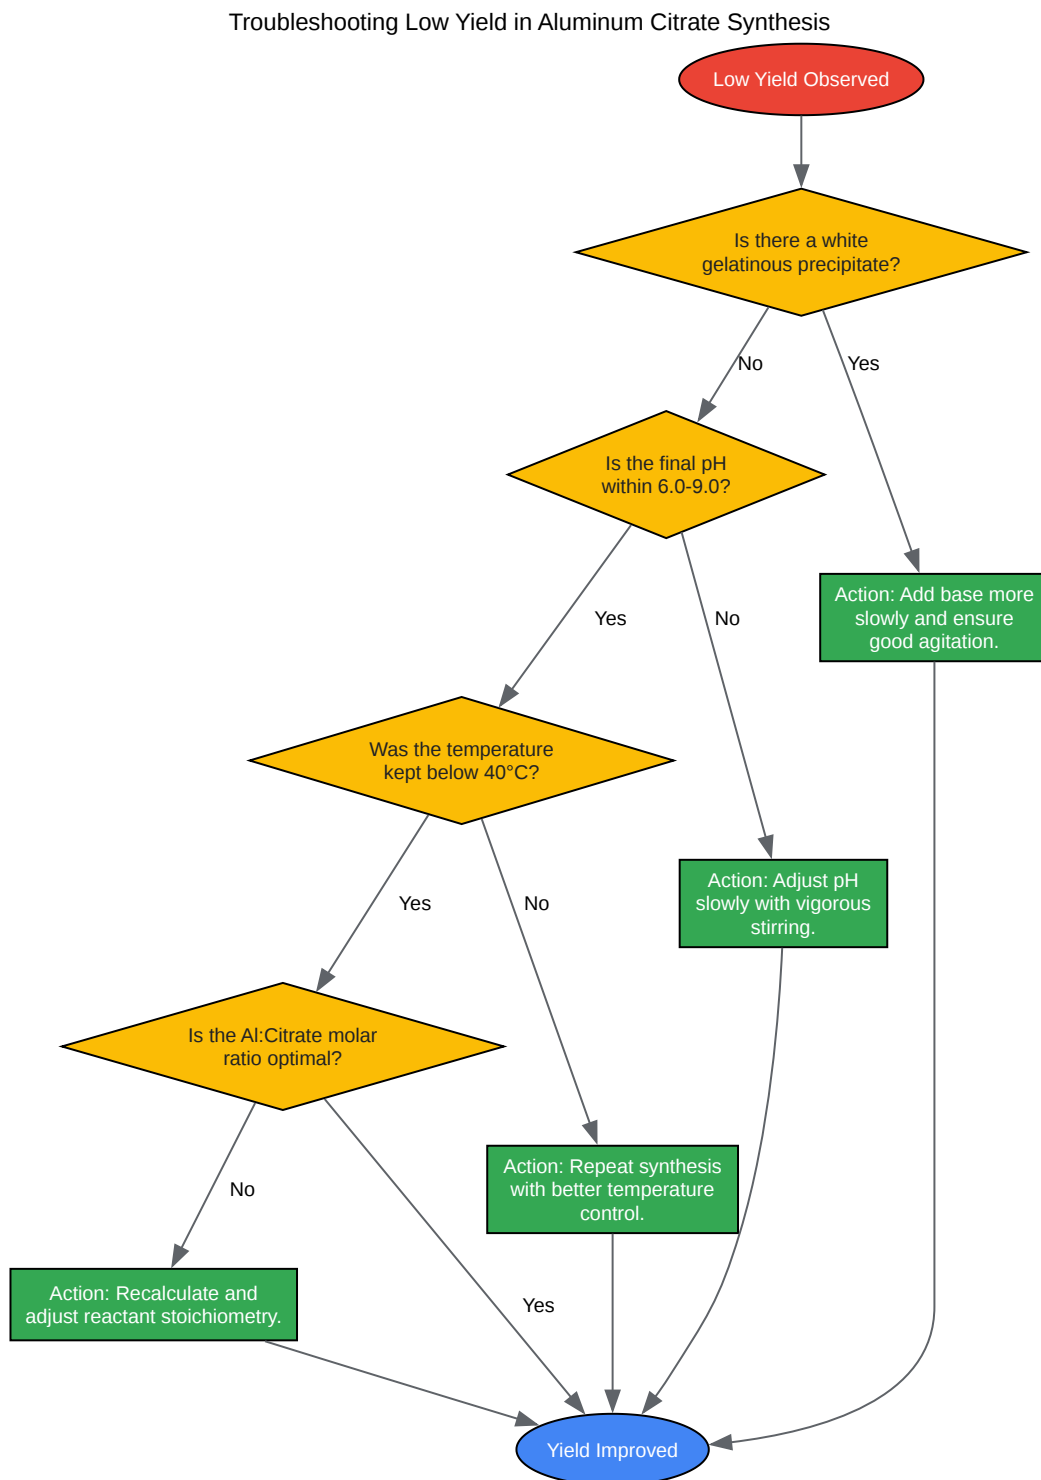 Troubleshooting Low Yield in Aluminum Citrate Synthesis
Low Yield Observed
Is there a white
gelatinous precipitate?
No
Yes
Is the final pH
within 6.0-9.0?
Action: Add base more
slowly and ensure
good agitation.
Yes
No
Was the temperature
kept below 40°C?
Action: Adjust pH
slowly with vigorous
stirring.
Yes
No
Is the Al:Citrate molar
ratio optimal?
Action: Repeat synthesis
with better temperature
control.
No
Yes
Action: Recalculate and
adjust reactant stoichiometry.
Yield Improved